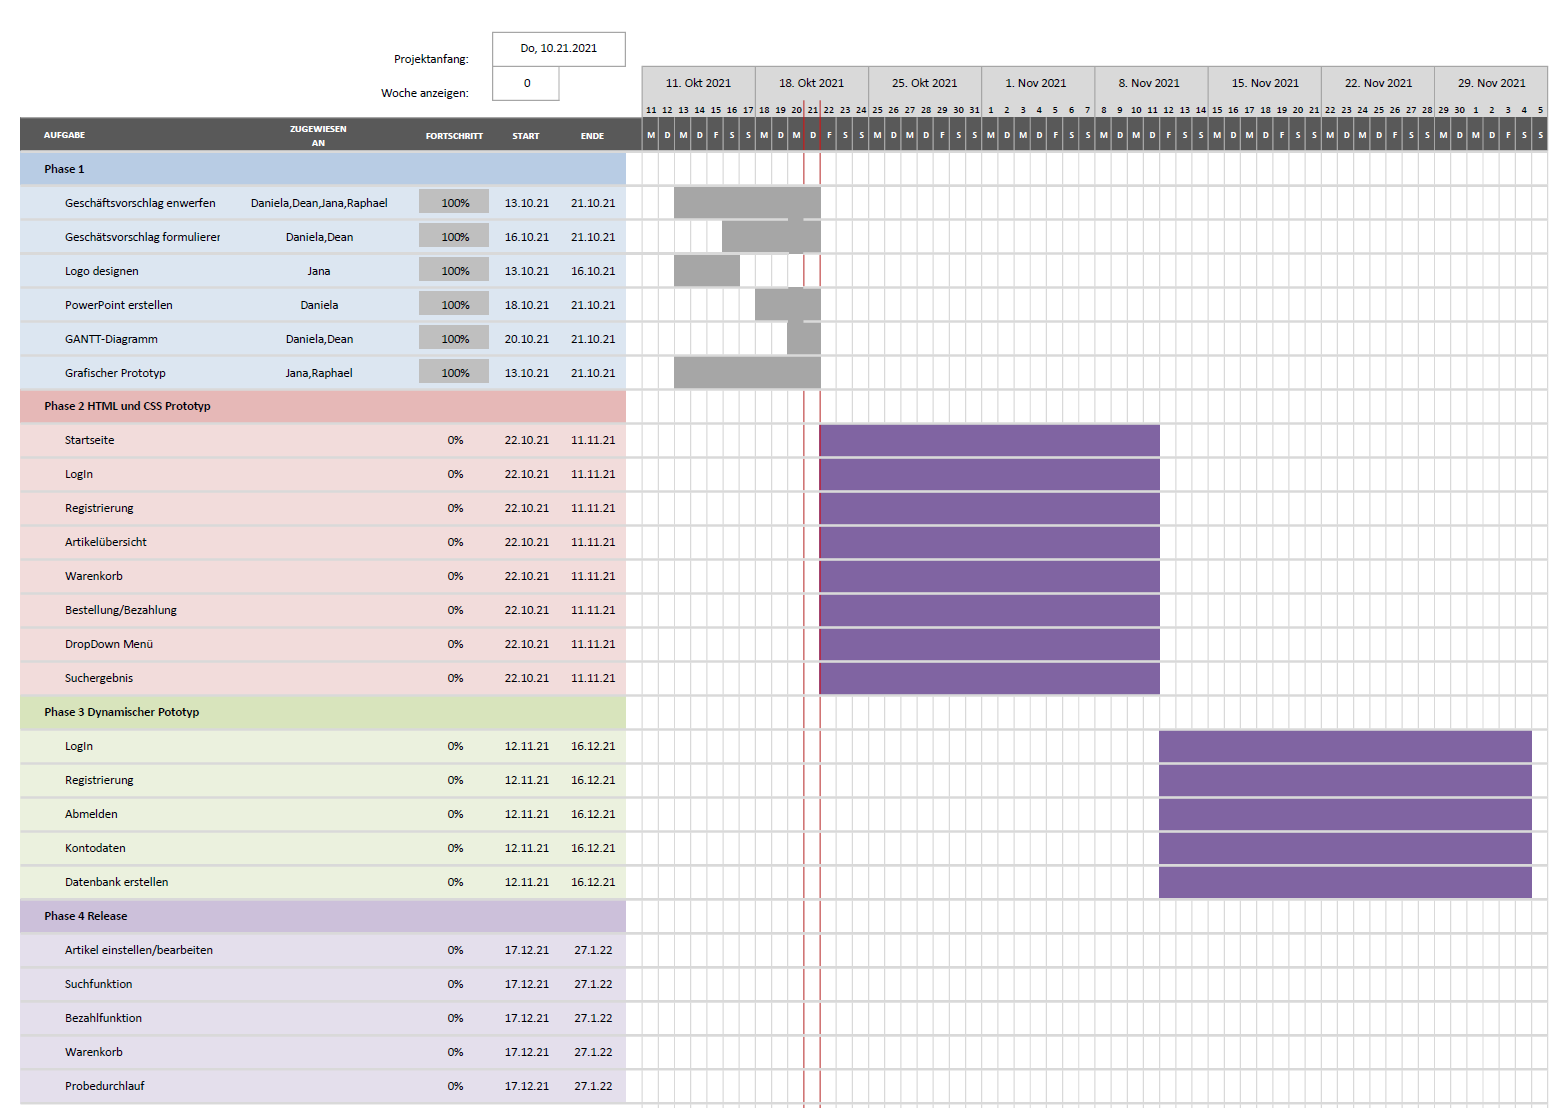 Projektanfang: Do, 10.21.2021
Woche anzeigen: 0
11. Okt 2021 18. Okt 2021 25. Okt 2021 1. Nov 2021 8. Nov 2021 15. Nov 2021 22. Nov 2021 29. Nov 2021
11 12 13 14 15 16 17 18 19 20 21 22 23 24 25 26 27 28 29 30 31 1 2 3 4 5 6 7 8 9 10 11 12 13 14 15 16 17 18 19 20 21 22 23 24 25 26 27 28 29 30 1 2 3 4 5
AUFGABE ZUGEWIESEN AN FORTSCHRITT START ENDE M D M D F S S M D M D F S S M D M D F S S M D M D F S S M D M D F S S M D M D F S S M D M D F S S M D M D F S S
Phase 1
Geschäftsvorschlag enwerfen Daniela,Dean,Jana,Raphael 100% 13.10.21 21.10.21
Geschätsvorschlag formulierer Daniela,Dean 100% 16.10.21 21.10.21
Logo designen Jana 100% 13.10.21 16.10.21
PowerPoint erstellen Daniela 100% 18.10.21 21.10.21
GANTT-Diagramm Daniela,Dean 100% 20.10.21 21.10.21
Grafischer Prototyp Jana,Raphael 100% 13.10.21 21.10.21
Phase 2 HTML und CSS Prototyp
Startseite 0% 22.10.21 11.11.21
LogIn 0% 22.10.21 11.11.21
Registrierung 0% 22.10.21 11.11.21
Artikelübersicht 0% 22.10.21 11.11.21
Warenkorb 0% 22.10.21 11.11.21
Bestellung/Bezahlung 0% 22.10.21 11.11.21
DropDown Menü 0% 22.10.21 11.11.21
Suchergebnis 0% 22.10.21 11.11.21
Phase 3 Dynamischer Pototyp
LogIn 0% 12.11.21 16.12.21
Registrierung 0% 12.11.21 16.12.21
Abmelden 0% 12.11.21 16.12.21
Kontodaten 0% 12.11.21 16.12.21
Datenbank erstellen 0% 12.11.21 16.12.21
Phase 4 Release
Artikel einstellen/bearbeiten 0% 17.12.21 27.1.22
Suchfunktion 0% 17.12.21 27.1.22
Bezahlfunktion 0% 17.12.21 27.1.22
Warenkorb 0% 17.12.21 27.1.22
Probedurchlauf 0% 17.12.21 27.1.22